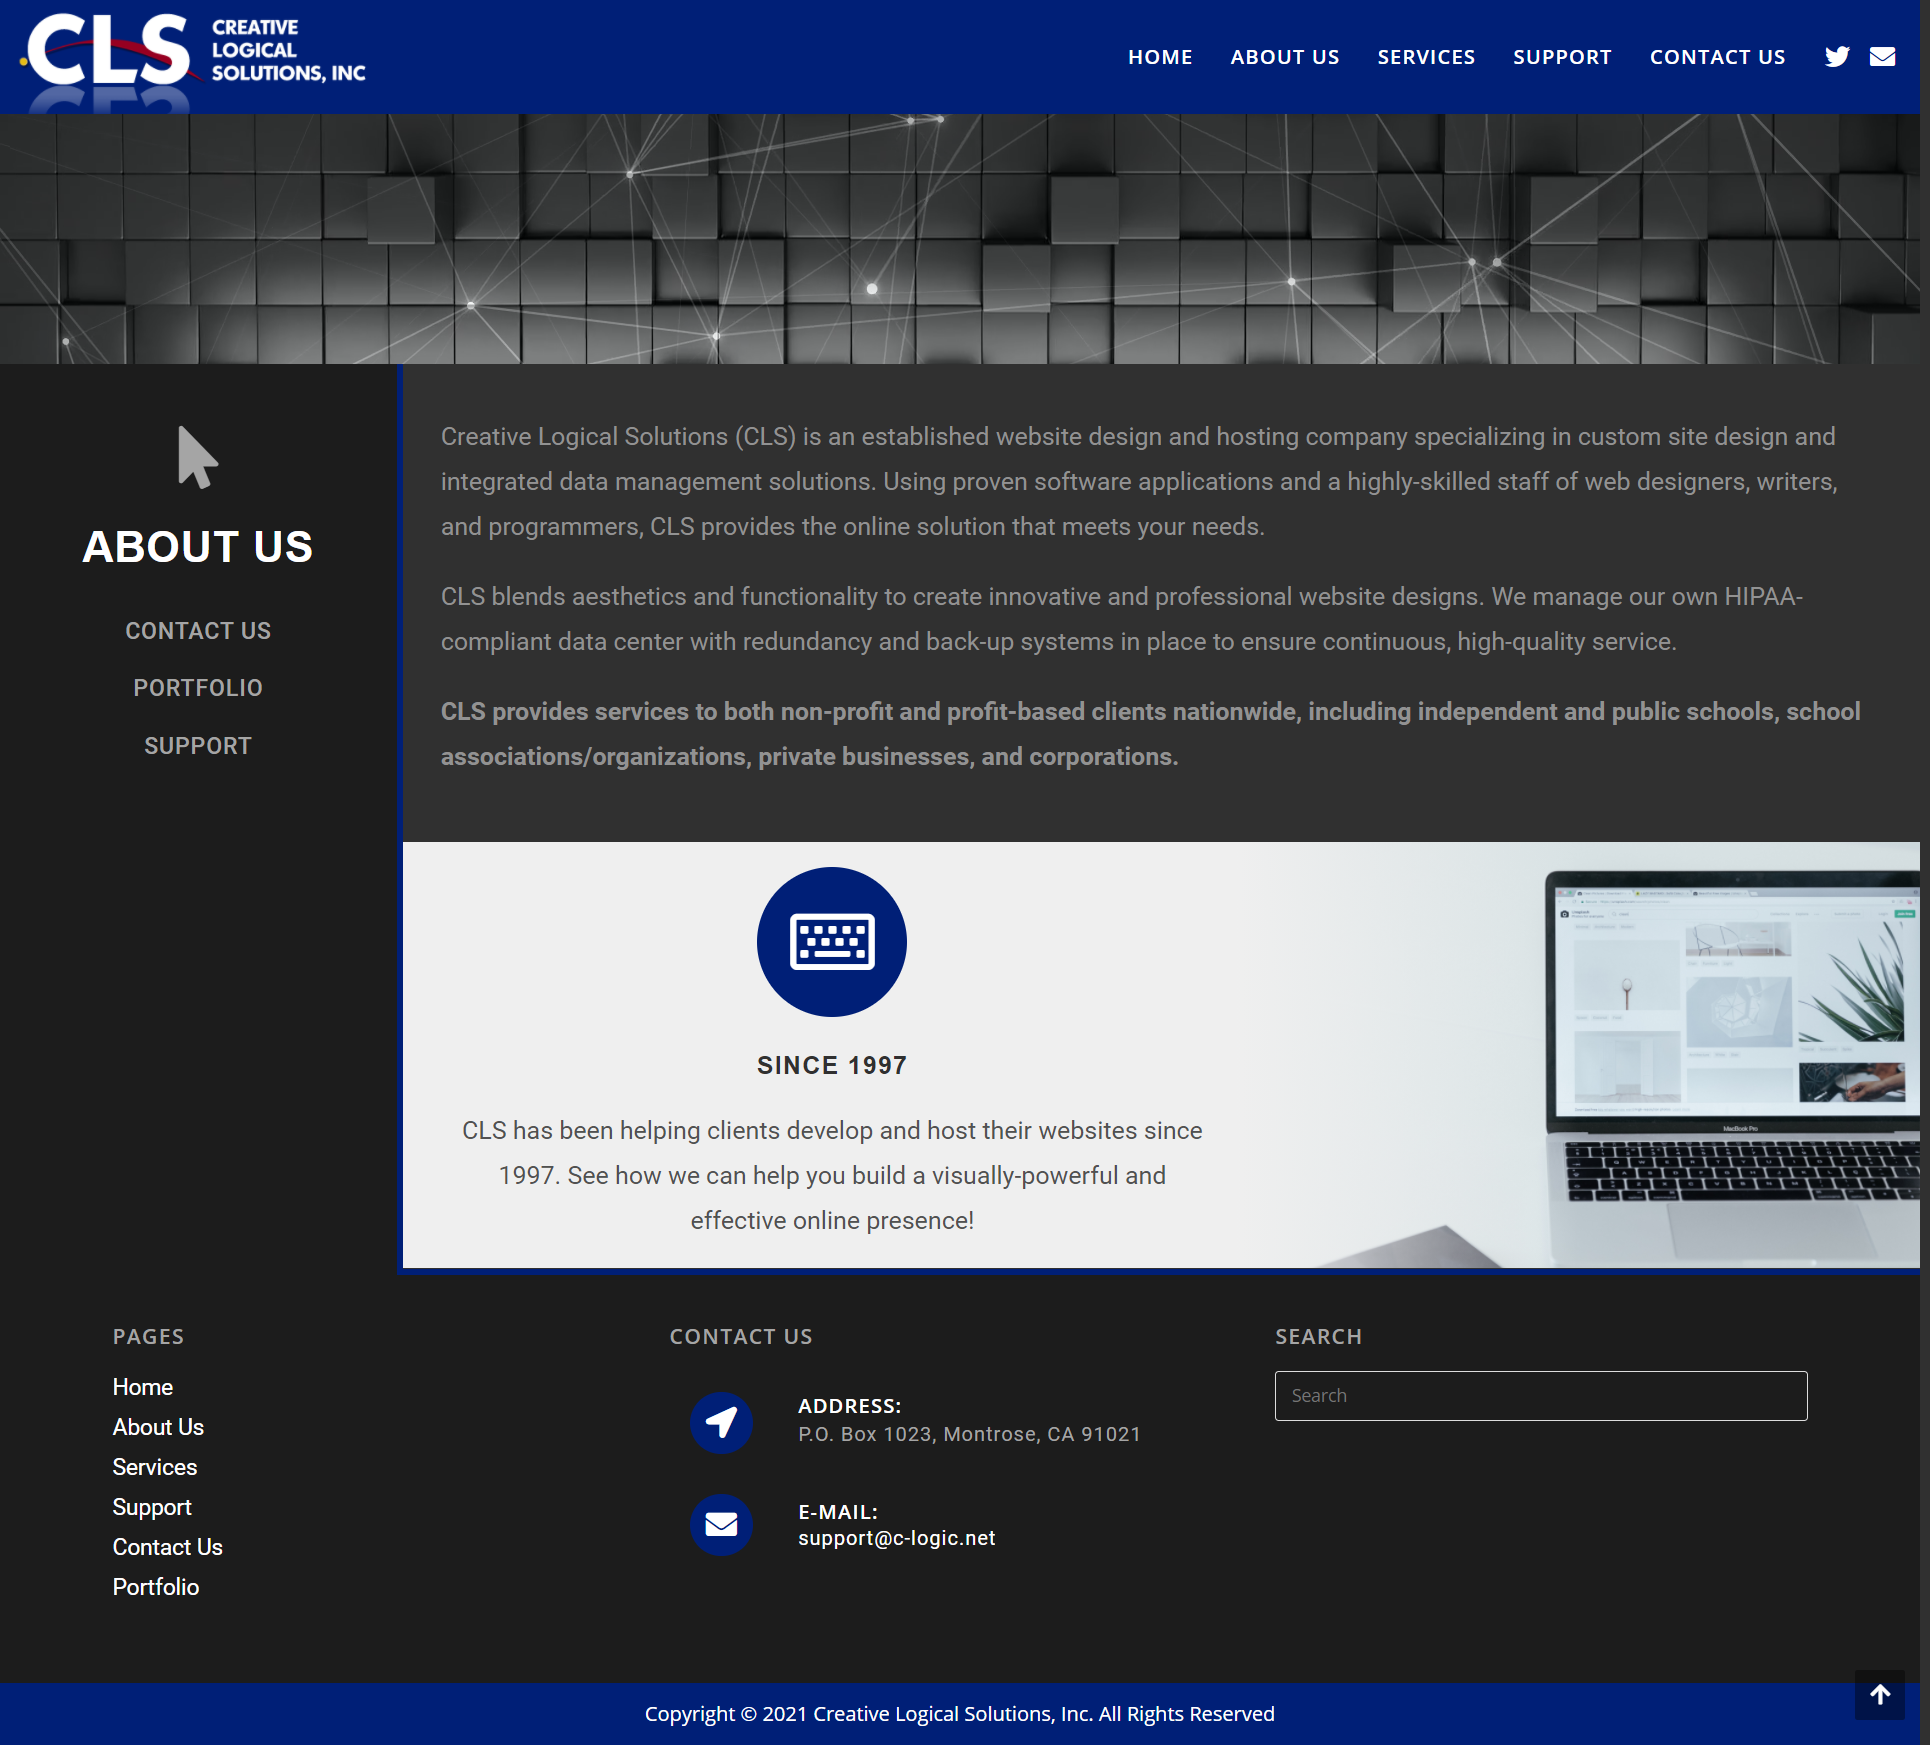 CLS
CREATIVE
LOGICAL
SOLUTIONS, INC
HOME
ABOUT US
SERVICES
SUPPORT
CONTACT US
ABOUT US
CONTACT US
PORTFOLIO
SUPPORT
Creative Logical Solutions (CLS) is an established website design and hosting company specializing in custom site design and
integrated data management solutions. Using proven software applications and a highly-skilled staff of web designers, writers,
and programmers, CLS provides the online solution that meets your needs.
CLS blends aesthetics and functionality to create innovative and professional website designs. We manage our own HIPAA-
compliant data center with redundancy and back-up systems in place to ensure continuous, high-quality service.
CLS provides services to both non-profit and profit-based clients nationwide, including independent and public schools, school
associations/organizations, private businesses, and corporations.
SINCE 1997
CLS has been helping clients develop and host their websites since
1997. See how we can help you build a visually-powerful and
effective online presence!
MacBook Pro
PAGES
Home
About Us
Services
Support
Contact Us
Portfolio
CONTACT US
ADDRESS:
P.O. Box 1023, Montrose, CA 91021
E-MAIL:
support@c-logic.net
SEARCH
Search
Copyright © 2021 Creative Logical Solutions, Inc. All Rights Reserved